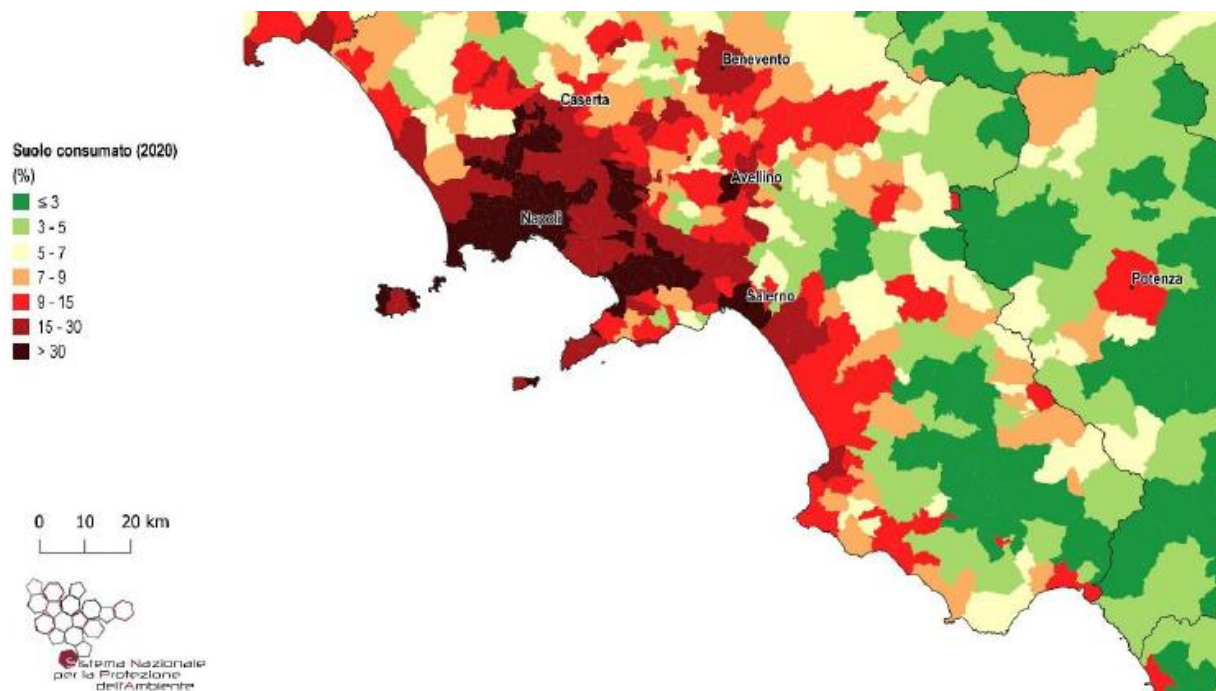 Benevento
Caserta
Suolo consumato (2020)
(%)
≤ 3
3 - 5
5 - 7
7 - 9
9 - 15
15 - 30
> 30
Avellino
Napoli
Potenza
Salerno
0 10 20 km
Sistema Nazionale
per la Protezione
dell'Ambiente